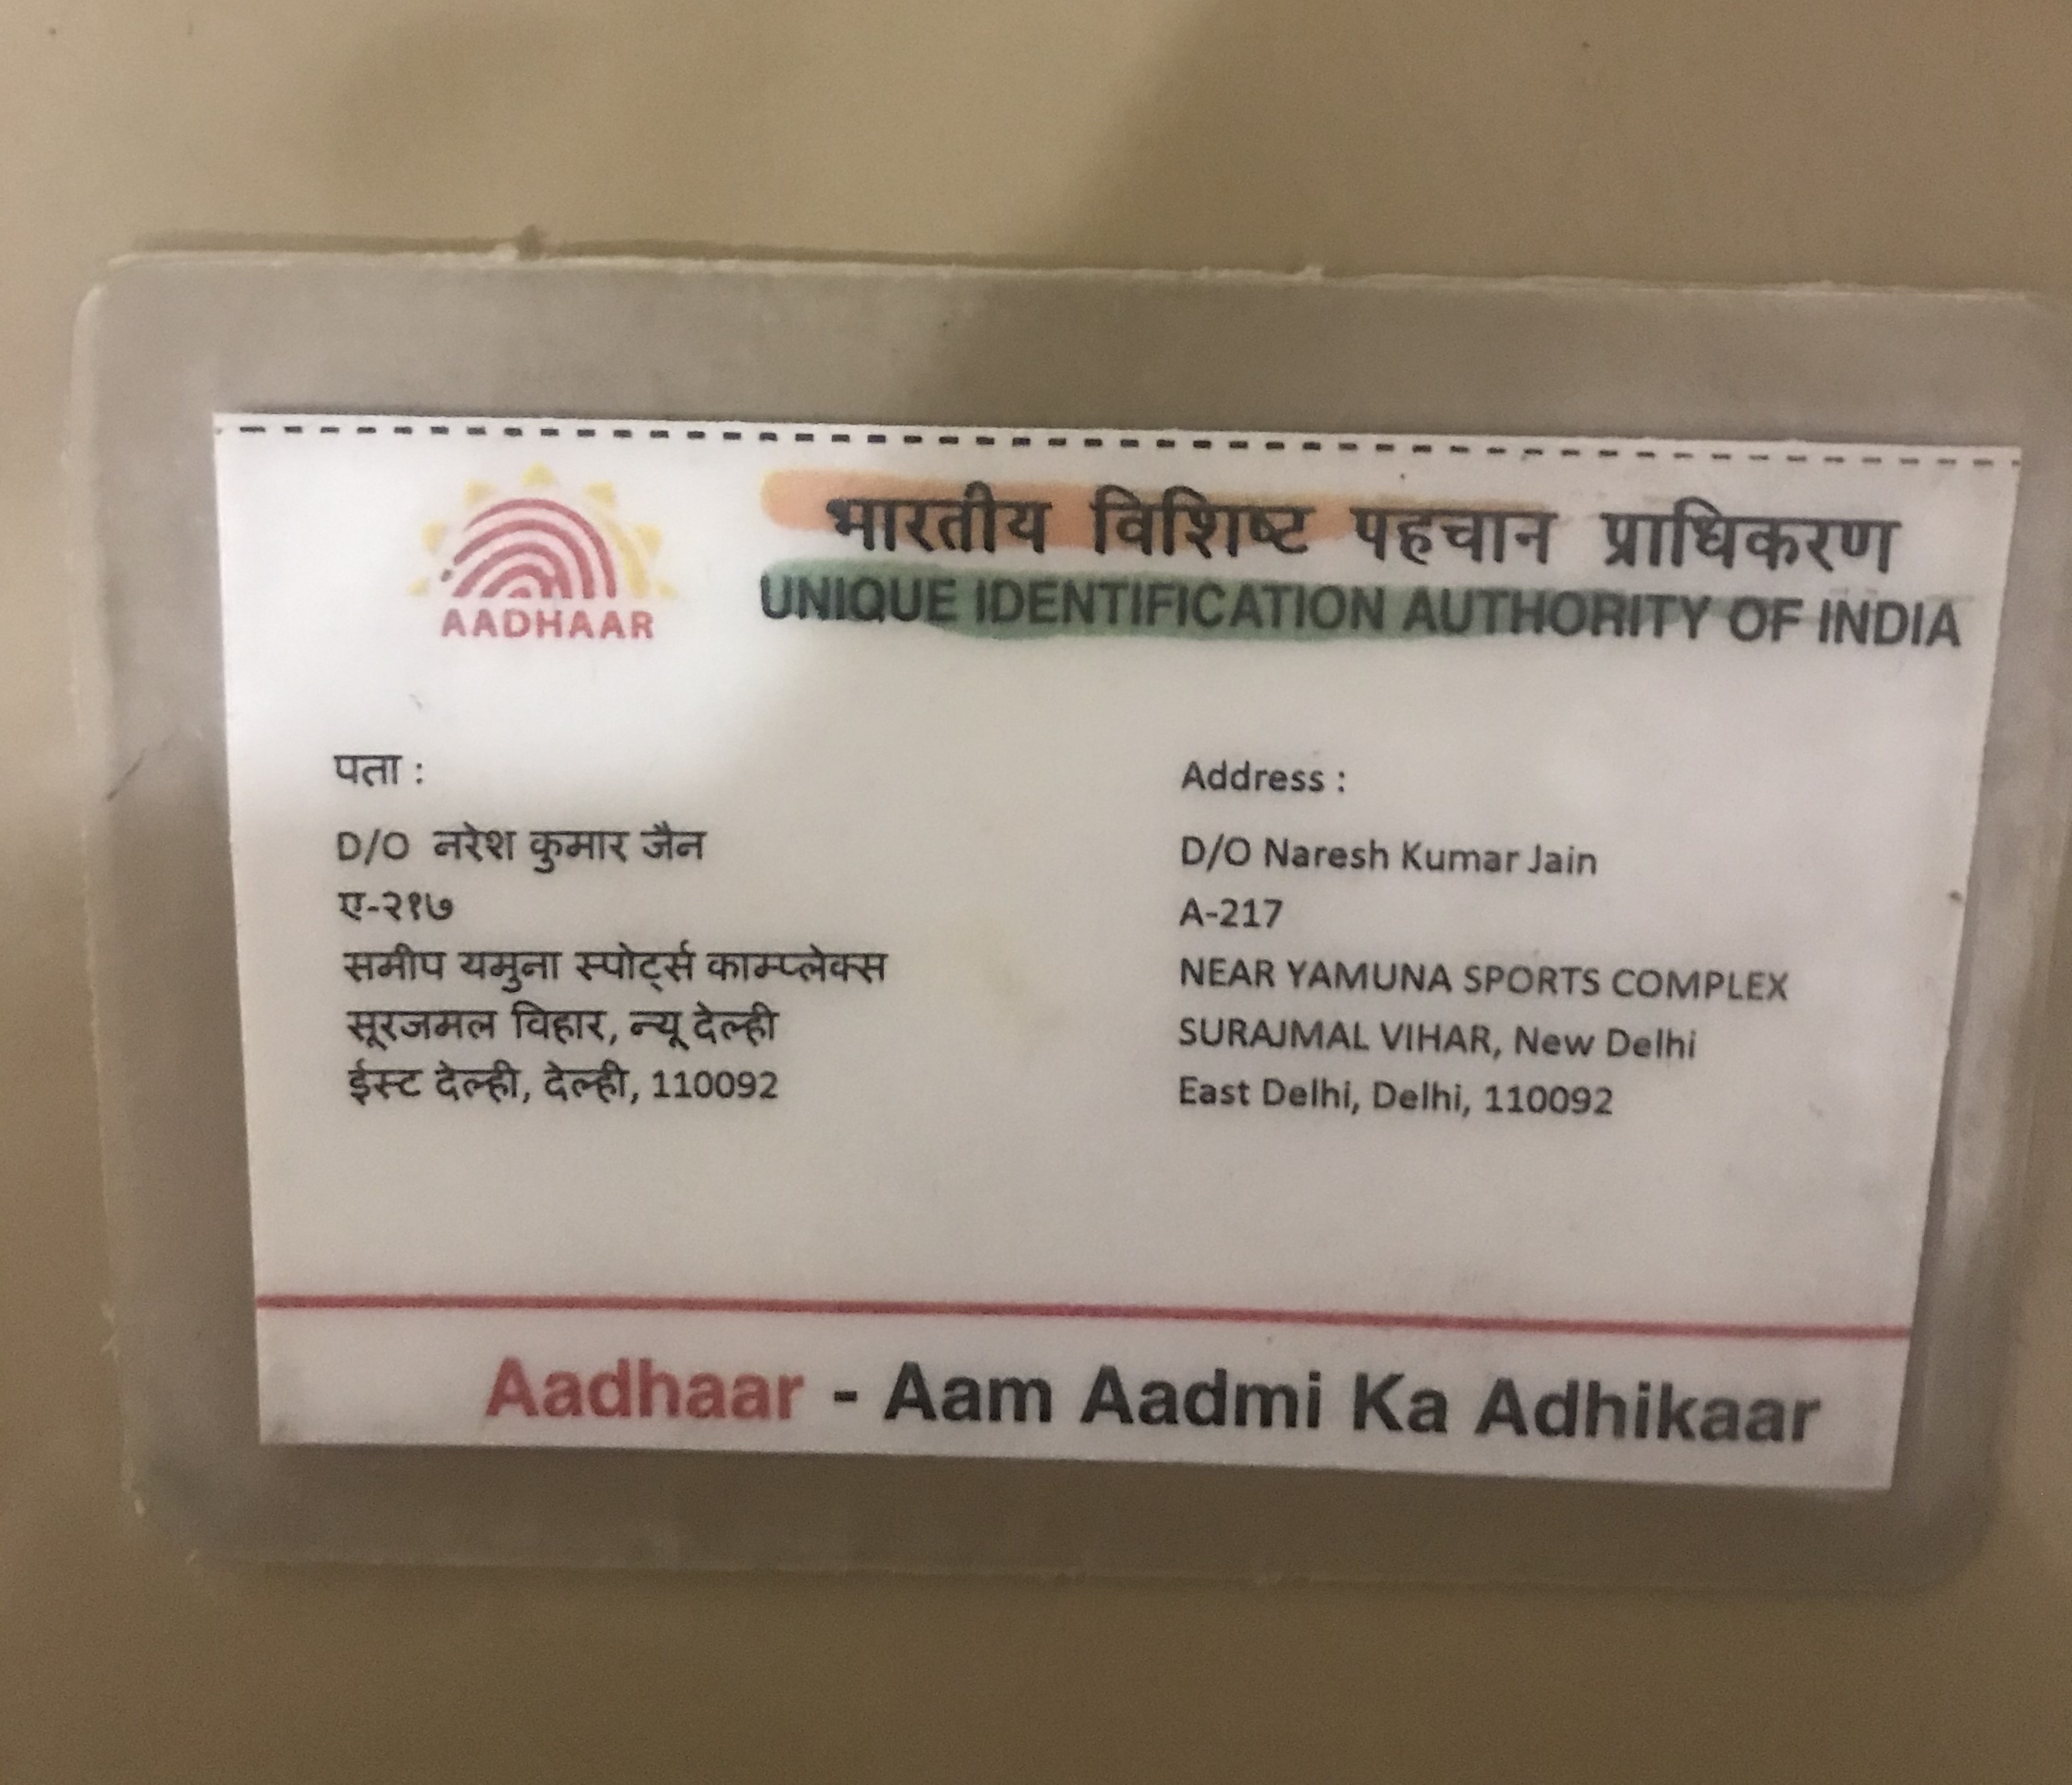 भारतीय विशिष्ट पहचान प्राधिकरण
UNIQUE IDENTIFICATION AUTHORITY OF INDIA
AADHAAR
पता :
D/O नरेश कुमार जैन
ए-२१७
समीप यमुना स्पोर्ट्स काम्प्लेक्स
सूरजमल विहार, न्यू देल्ही
ईस्ट देल्ही, देल्ही, 110092
Address :
D/O Naresh Kumar Jain
A-217
NEAR YAMUNA SPORTS COMPLEX
SURAJMAL VIHAR, New Delhi
East Delhi, Delhi, 110092
Aadhaar - Aam Aadmi Ka Adhikaar